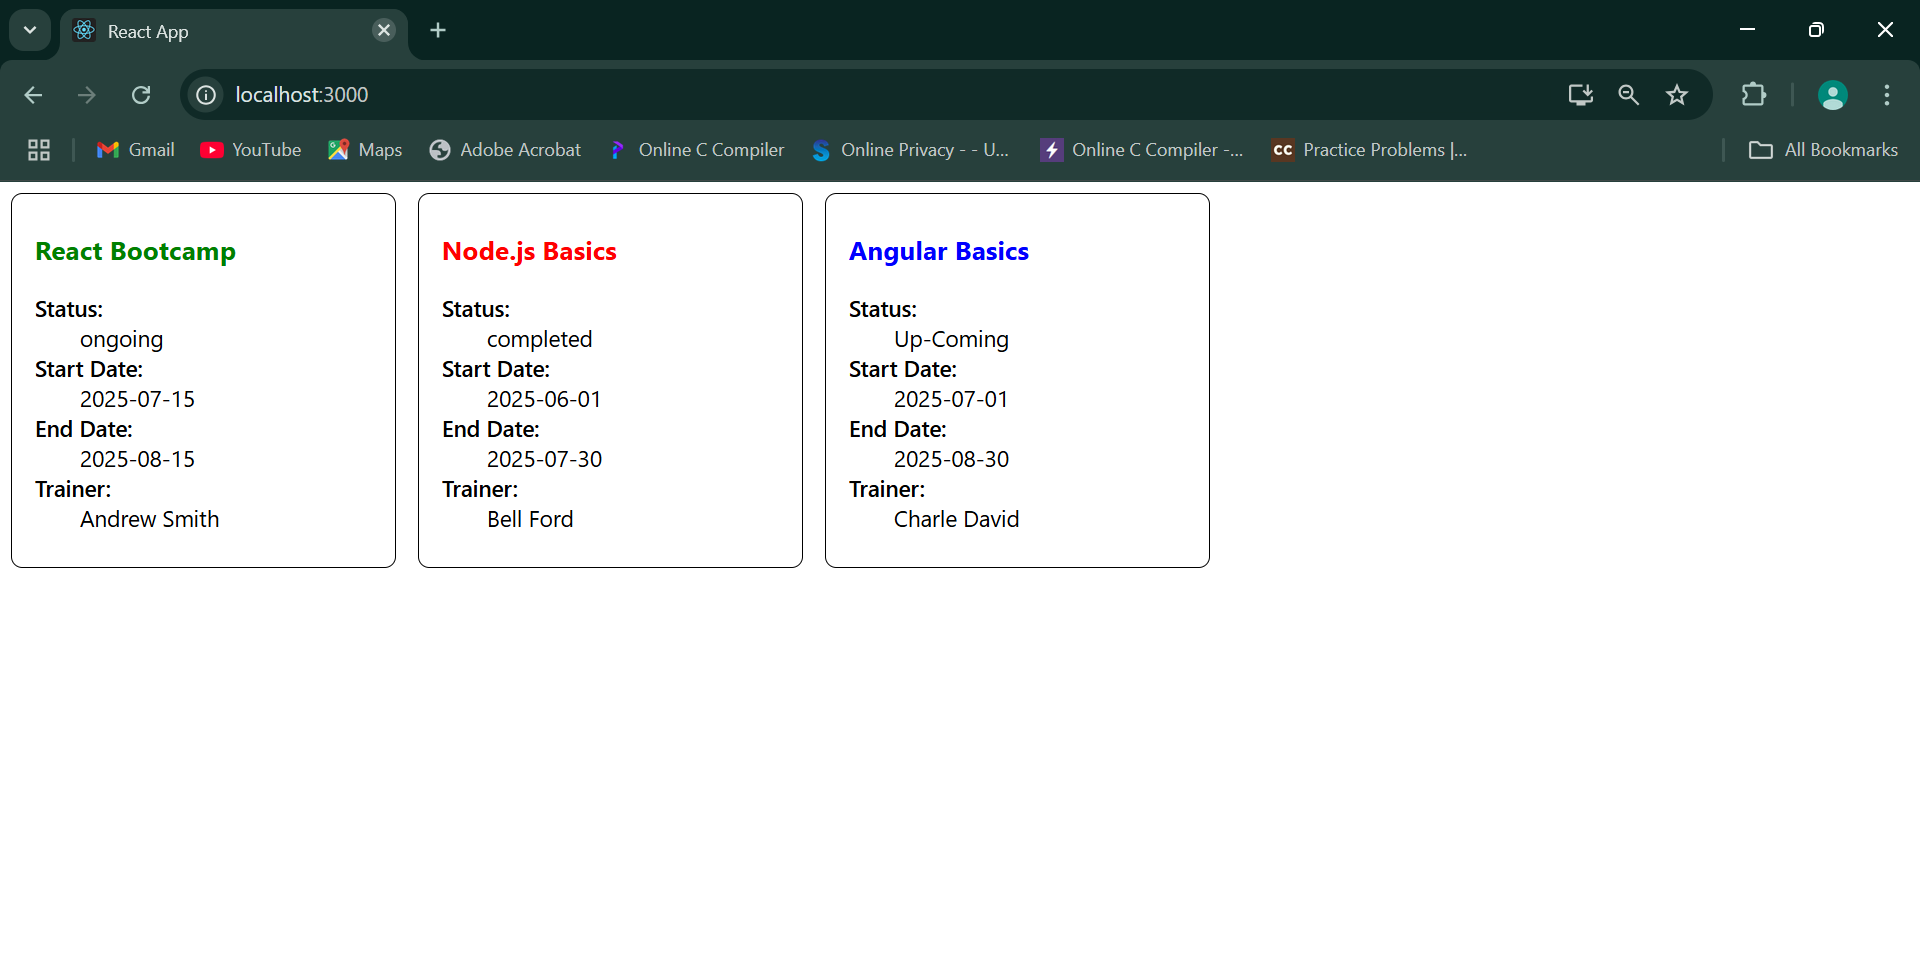 React App
localhost:3000
Gmail
YouTube
Maps
Adobe Acrobat
Online C Compiler
Online Privacy - - U...
Online C Compiler -...
CC
Practice Problems |...
All Bookmarks
React Bootcamp
Status:
ongoing
Start Date:
2025-07-15
End Date:
2025-08-15
Trainer:
Andrew Smith
Node.js Basics
Status:
completed
Start Date:
2025-06-01
End Date:
2025-07-30
Trainer:
Bell Ford
Angular Basics
Status:
Up-Coming
Start Date:
2025-07-01
End Date:
2025-08-30
Trainer:
Charle David